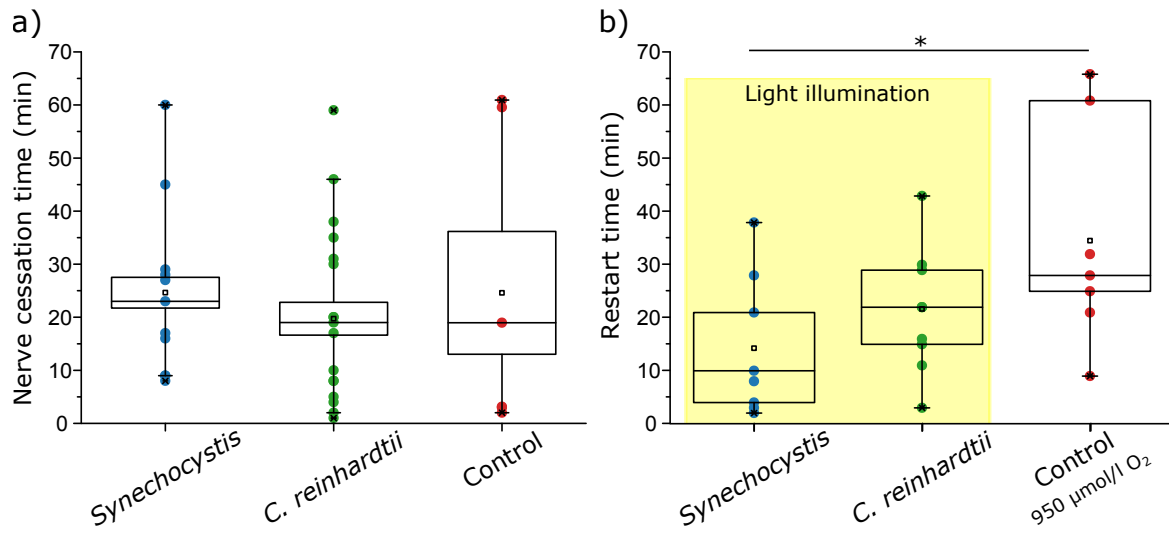 a)
Nerve cessation time (min)
70
60
50
40
30
20
10
0
Synechocystis
C. reinhardtii
Control
b)
Restart time (min)
70
60
50
40
30
20
10
0
*
Light illumination
Synechocystis
C. reinhardtii
Control
950 µmol/l O₂